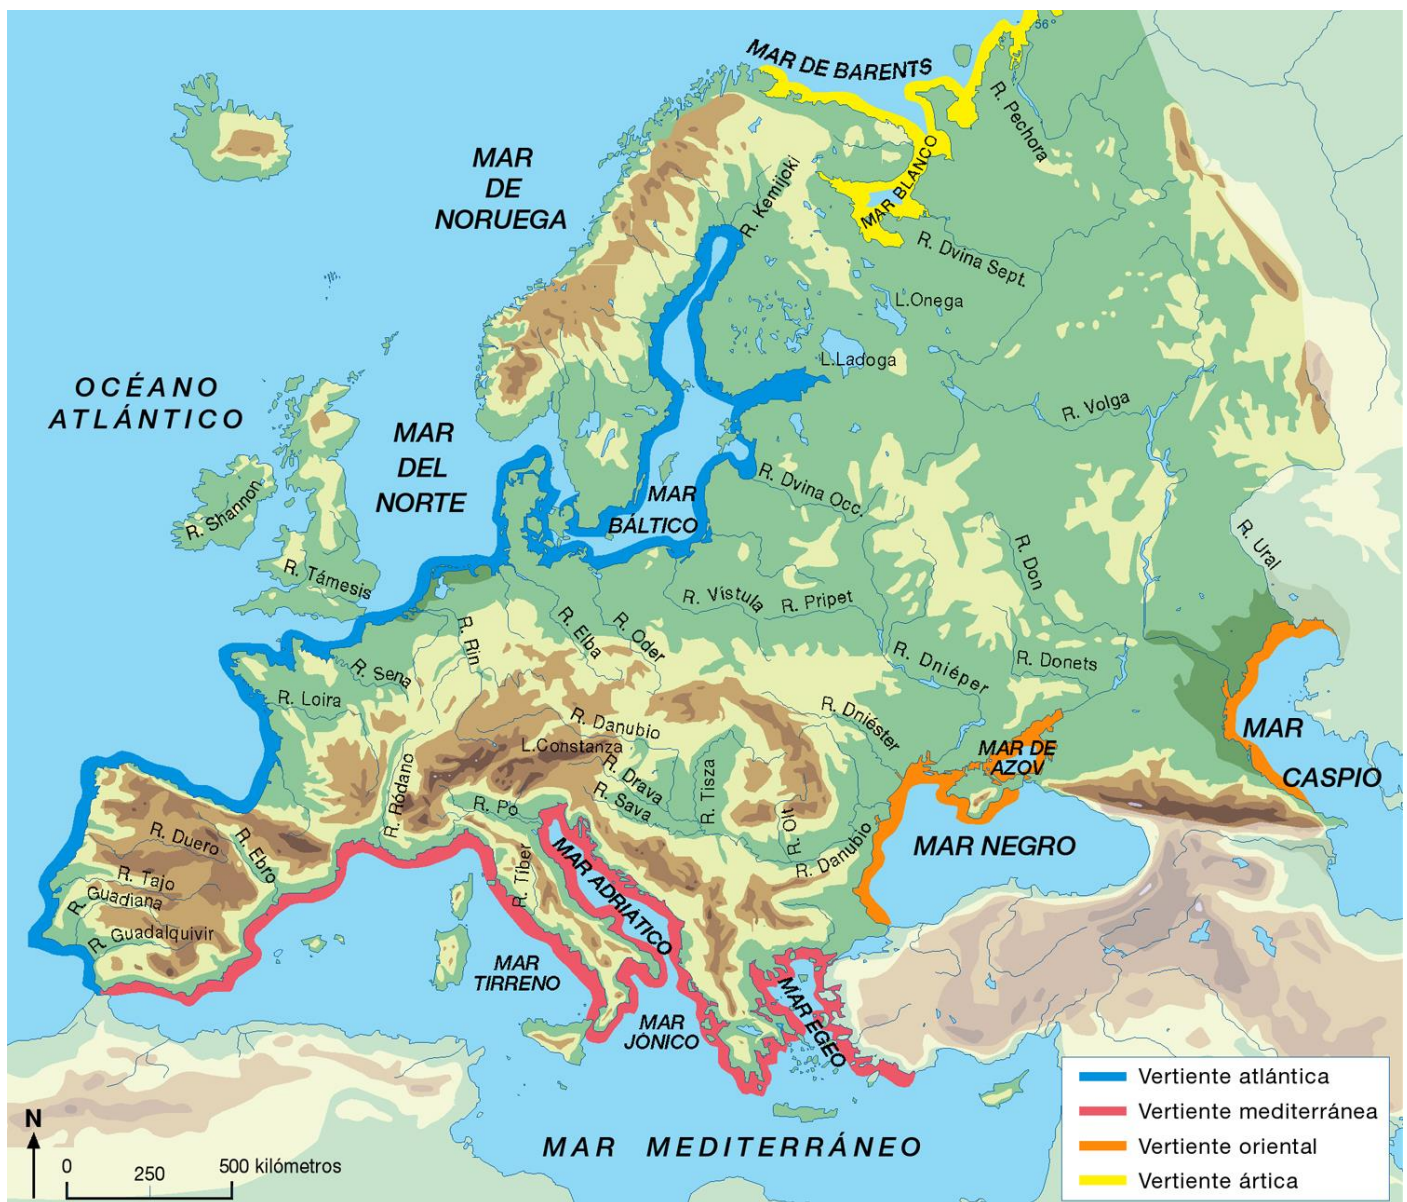 56°
MAR DE BARENTS
R. Pechora
MAR BLANCO
MAR
DE
NORUEGA
R. Kemijoki
R. Dvina Sept.
L.Onega
L.Ladoga
OCÉANO
ATLÁNTICO
R. Volga
MAR
DEL
NORTE
R. Shannon
MAR
BÁLTICO
R. Dvina Occ.
R. Don
R. Ural
R. Támesis
R. Vístula
R. Pripet
R. Rin
R. Elba
R. Oder
R. Sena
R. Loira
R. Dniéper
R. Donets
R. Danubio
L.Constanza
R. Dniéster
MAR DE
AZOV
MAR
CASPIO
R. Ródano
R. Po
R. Drava
R. Sava
R. Tisza
R. Olt
R. Danubio
MAR NEGRO
R. Duero
R. Ebro
R. Tajo
R. Guadiana
R. Guadalquivir
R. Tíber
MAR ADRIÁTICO
MAR
TIRRENO
MAR
JÓNICO
MAR EGEO
MAR MEDITERRÁNEO
N
0 250 500 kilómetros
Vertiente atlántica
Vertiente mediterránea
Vertiente oriental
Vertiente ártica